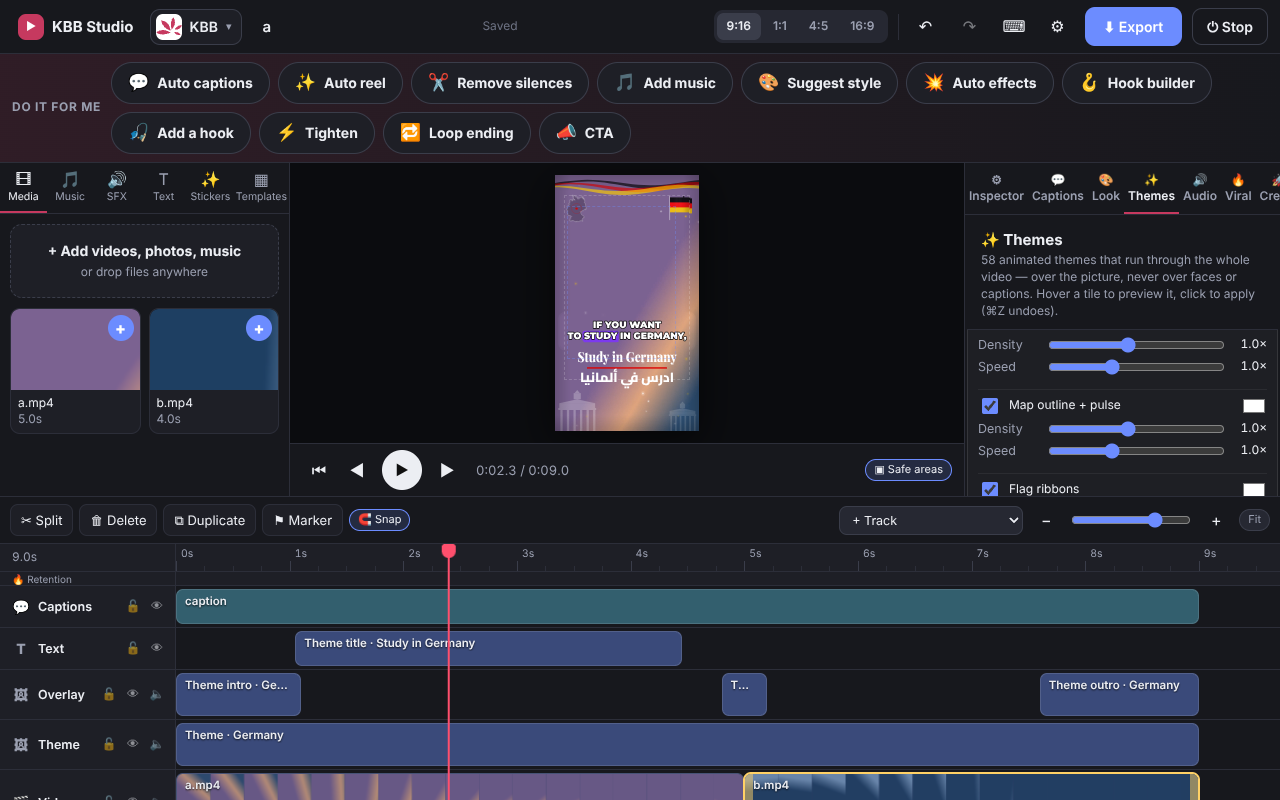 KBB Studio
KBB
a
Saved
9:16
1:1
4:5
16:9
Export
Stop
DO IT FOR ME
Auto captions
Auto reel
Remove silences
Add music
Suggest style
Auto effects
Hook builder
Add a hook
Tighten
Loop ending
CTA
Media
Music
SFX
Text
Stickers
Templates
+ Add videos, photos, music
or drop files anywhere
a.mp4
5.0s
b.mp4
4.0s
IF YOU WANT
TO STUDY IN GERMANY,
Study in Germany
ادرس في ألمانيا
0:02.3 / 0:09.0
Safe areas
Inspector
Captions
Look
Themes
Audio
Viral
Themes
58 animated themes that run through the whole
video — over the picture, never over faces or
captions. Hover a tile to preview it, click to apply
(⌘Z undoes).
Density
1.0×
Speed
1.0×
Map outline + pulse
Density
1.0×
Speed
1.0×
Flag ribbons
Split
Delete
Duplicate
Marker
Snap
+ Track
Fit
9.0s
0s
1s
2s
3s
4s
5s
6s
7s
8s
9s
Retention
Captions
caption
Text
Theme title · Study in Germany
Overlay
Theme intro · Ge...
T...
Theme outro · Germany
Theme
Theme · Germany
a.mp4
b.mp4